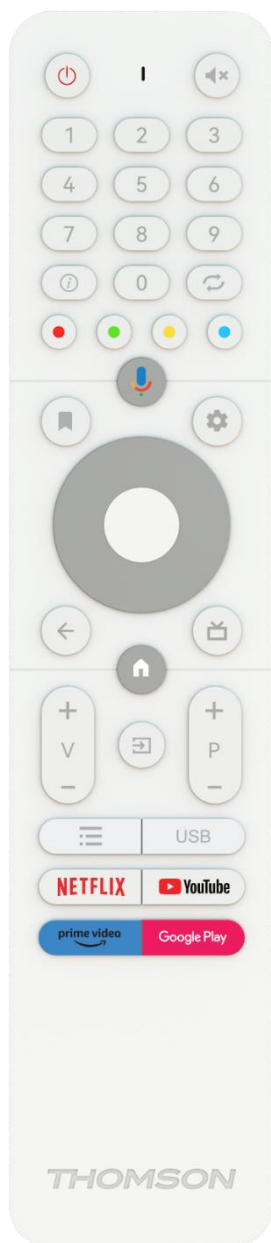 1 2 3
4 5 6
7 8 9
i 0
+ +
V P
- -
USB
NETFLIX YouTube
prime video Google Play
THOMSON